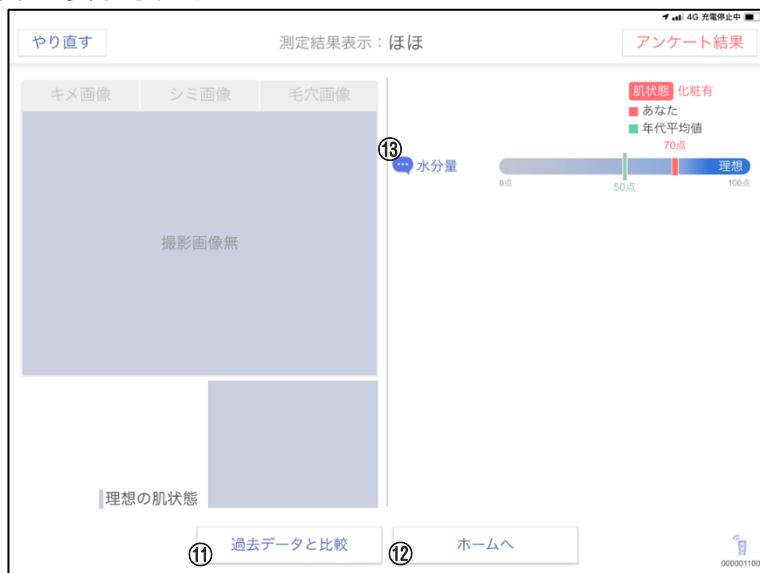 4G 充電停止中
やり直す
測定結果表示：ほほ
アンケート結果
キメ画像
シミ画像
毛穴画像
撮影画像無
理想の肌状態
肌状態 化粧有
あなた
年代平均値
70点
⑬
水分量
理想
0点
50点
100点
⑪
過去データと比較
⑫
ホームへ
000001100